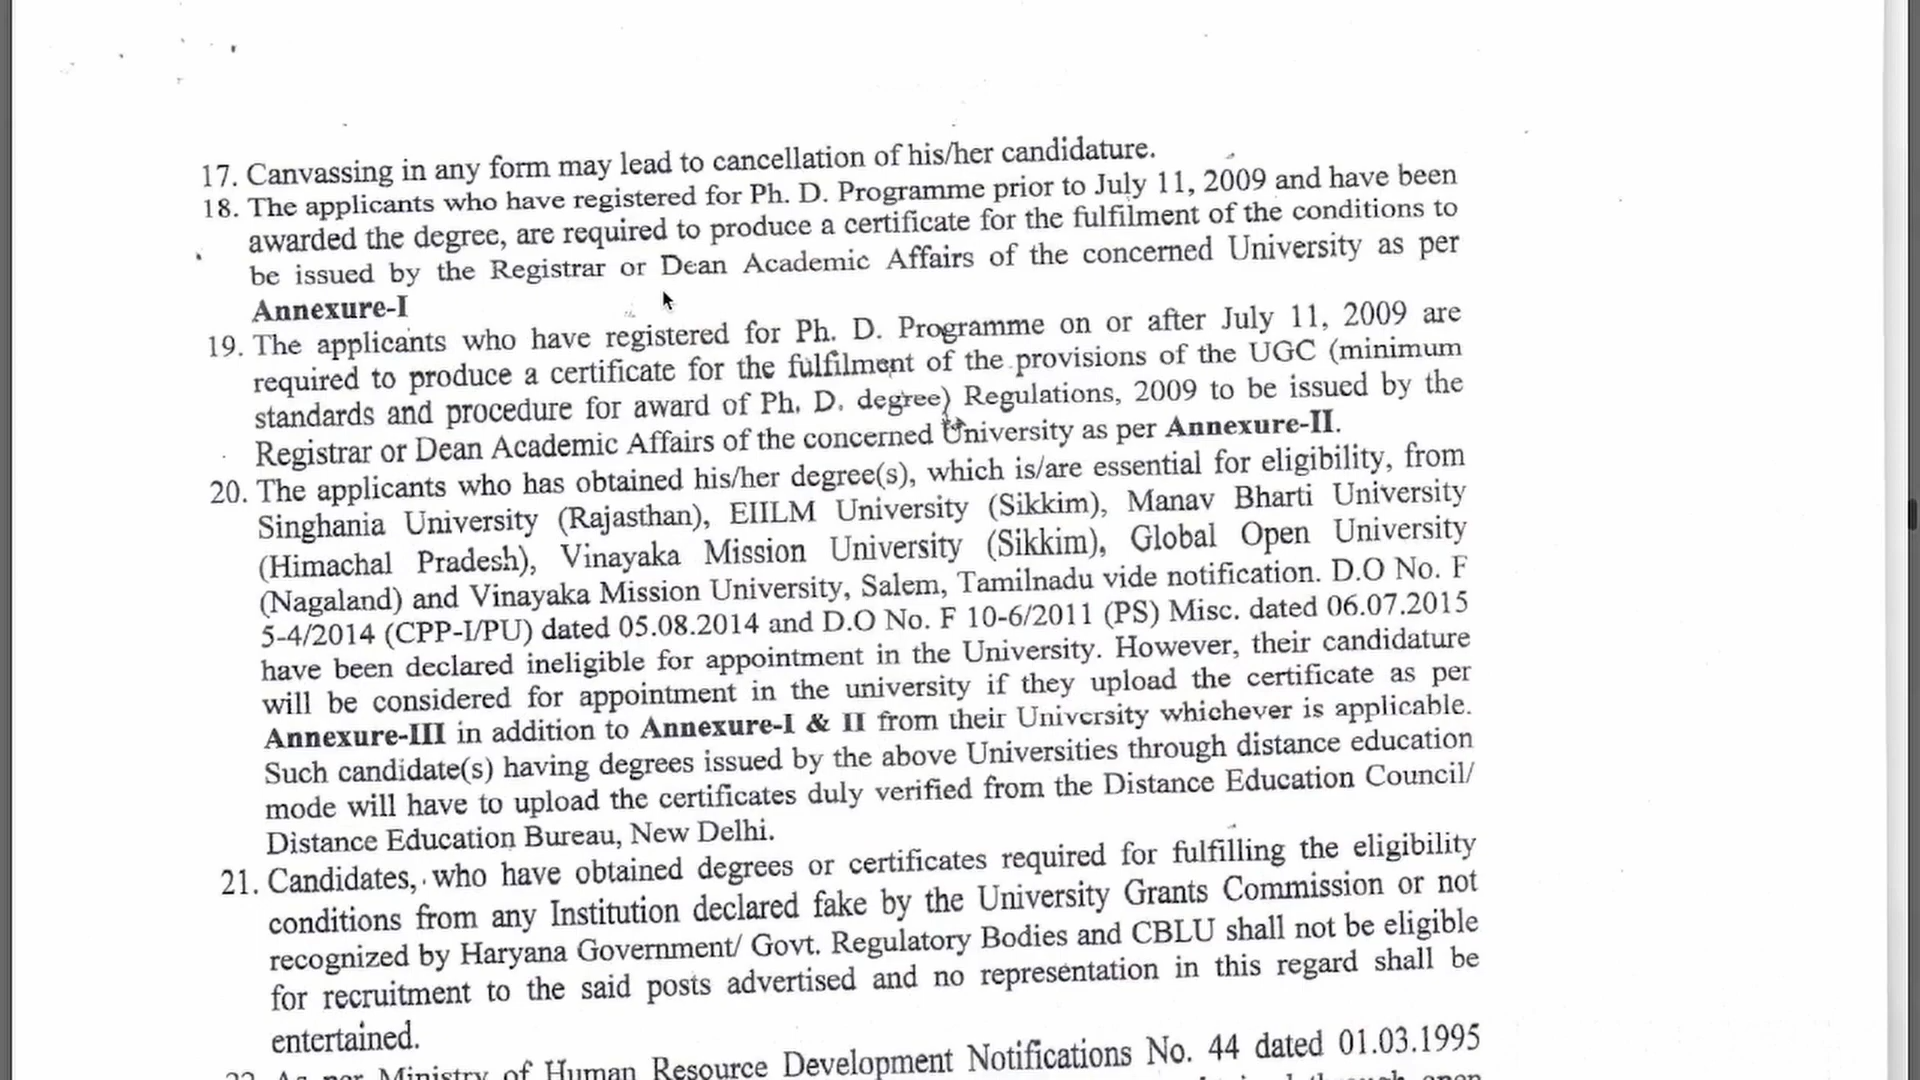 17. Canvassing in any form may lead to cancellation of his/her candidature.
18. The applicants who have registered for Ph. D. Programme prior to July 11, 2009 and have been
awarded the degree, are required to produce a certificate for the fulfilment of the conditions to
be issued by the Registrar or Dean Academic Affairs of the concerned University as per
Annexure-I
19. The applicants who have registered for Ph. D. Programme on or after July 11, 2009 are
required to produce a certificate for the fulfilment of the provisions of the UGC (minimum
standards and procedure for award of Ph. D. degree) Regulations, 2009 to be issued by the
Registrar or Dean Academic Affairs of the concerned University as per Annexure-II.
20. The applicants who has obtained his/her degree(s), which is/are essential for eligibility, from
Singhania University (Rajasthan), EIILM University (Sikkim), Manav Bharti University
(Himachal Pradesh), Vinayaka Mission University (Sikkim), Global Open University
(Nagaland) and Vinayaka Mission University, Salem, Tamilnadu vide notification. D.O No. F
5-4/2014 (CPP-I/PU) dated 05.08.2014 and D.O No. F 10-6/2011 (PS) Misc. dated 06.07.2015
have been declared ineligible for appointment in the University. However, their candidature
will be considered for appointment in the university if they upload the certificate as per
Annexure-III in addition to Annexure-I & II from their University whichever is applicable.
Such candidate(s) having degrees issued by the above Universities through distance education
mode will have to upload the certificates duly verified from the Distance Education Council/
Distance Education Bureau, New Delhi.
21. Candidates, who have obtained degrees or certificates required for fulfilling the eligibility
conditions from any Institution declared fake by the University Grants Commission or not
recognized by Haryana Government/ Govt. Regulatory Bodies and CBLU shall not be eligible
for recruitment to the said posts advertised and no representation in this regard shall be
entertained.
22. As per Ministry of Human Resource Development Notifications No. 44 dated 01.03.1995
through open